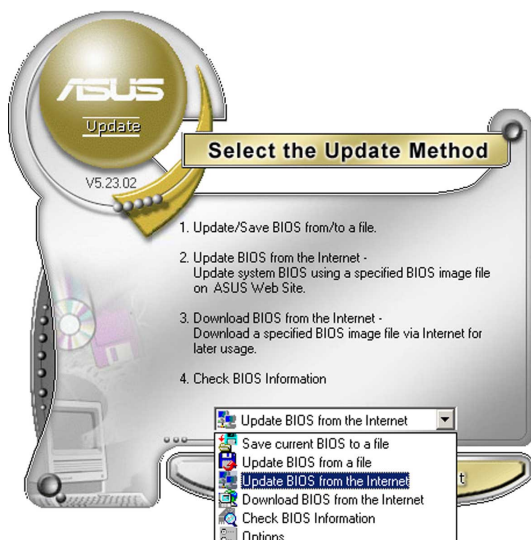 ASUS
Update
V5.23.02
Select the Update Method
1. Update/Save BIOS from/to a file.
2. Update BIOS from the Internet -
Update system BIOS using a specified BIOS image file
on ASUS Web Site.
3. Download BIOS from the Internet -
Download a specified BIOS image file via Internet for
later usage.
4. Check BIOS Information
Update BIOS from the Internet
Save current BIOS to a file
Update BIOS from a file
Update BIOS from the Internet
Download BIOS from the Internet
Check BIOS Information
Options